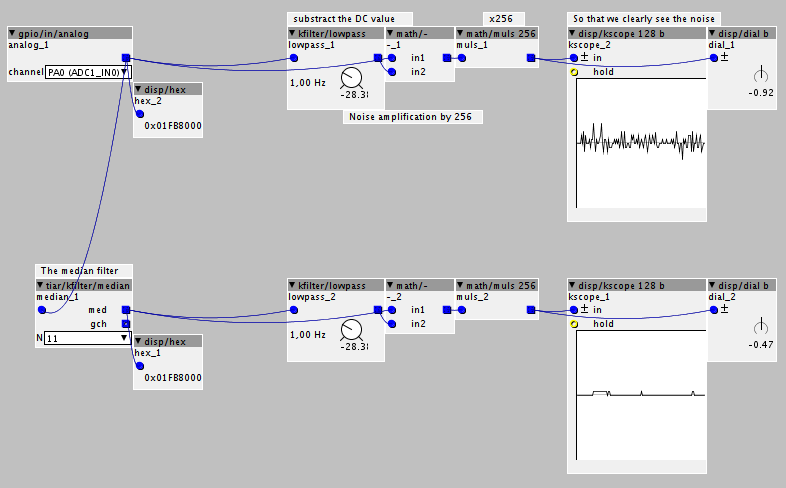 substract the DC value
x256
So that we clearly see the noise
gpio/in/analog
analog_1
channel PA0 (ADC1_IN0)
disp/hex
hex_2
0x01FB8000
kfilter/lowpass
lowpass_1
1,00 Hz
-28.38
math/-
-_1
in1
in2
math/muls 256
muls_1
Noise amplification by 256
disp/kscope 128 b
kscope_2
± in
hold
disp/dial b
dial_1
±
-0.92
The median filter
tiar/kfilter/median
median_1
med
gch
N 11
disp/hex
hex_1
0x01FB8000
kfilter/lowpass
lowpass_2
1,00 Hz
-28.38
math/-
-_2
in1
in2
math/muls 256
muls_2
disp/kscope 128 b
kscope_1
± in
hold
disp/dial b
dial_2
±
-0.47